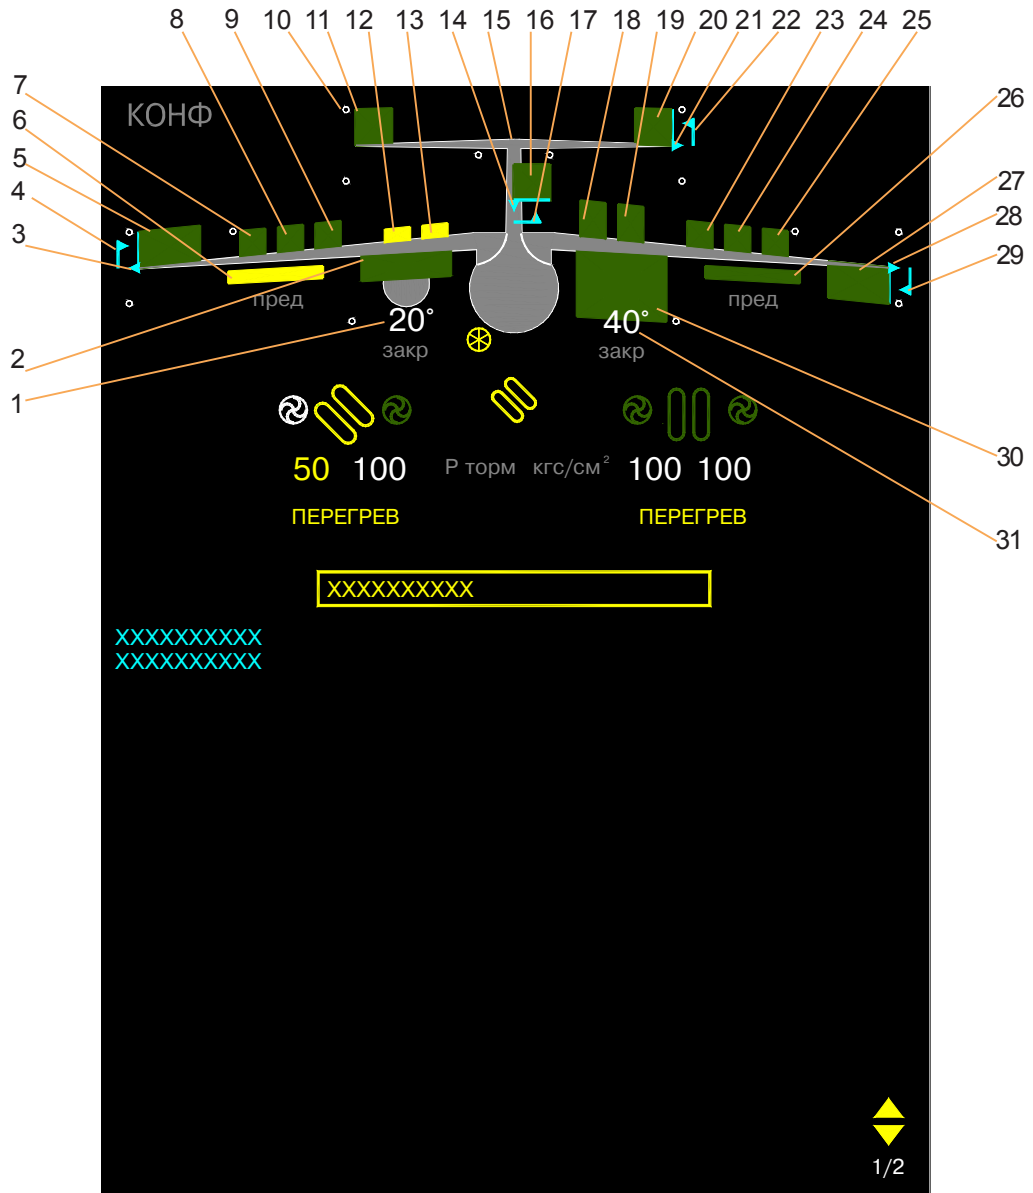 8 9 10 11 12 13 14 15 16 17 18 19 20 21 22 23 24 25
7
6
5
4
3
2
1
26
27
28
29
30
31
КОНФ
пред
пред
20°
40°
закр
закр
50 100 Р торм кгс/см² 100 100
ПЕРЕГРЕВ ПЕРЕГРЕВ
XXXXXXXXXX
XXXXXXXXXX
XXXXXXXXXX
1/2